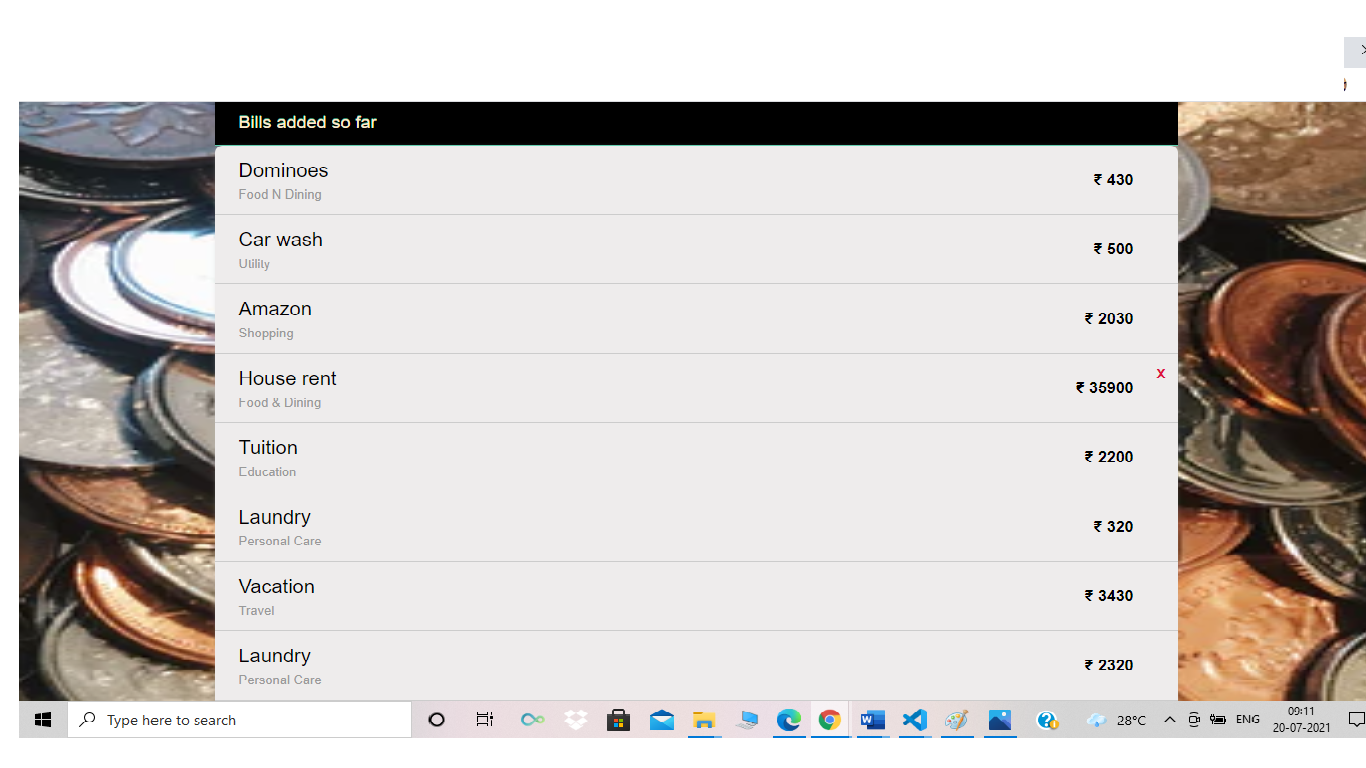 Bills added so far
Dominoes
Food N Dining
₹ 430
Car wash
Utility
₹ 500
Amazon
Shopping
₹ 2030
House rent
Food & Dining
₹ 35900
x
Tuition
Education
₹ 2200
Laundry
Personal Care
₹ 320
Vacation
Travel
₹ 3430
Laundry
Personal Care
₹ 2320
Type here to search
28°C
ENG
09:11
20-07-2021